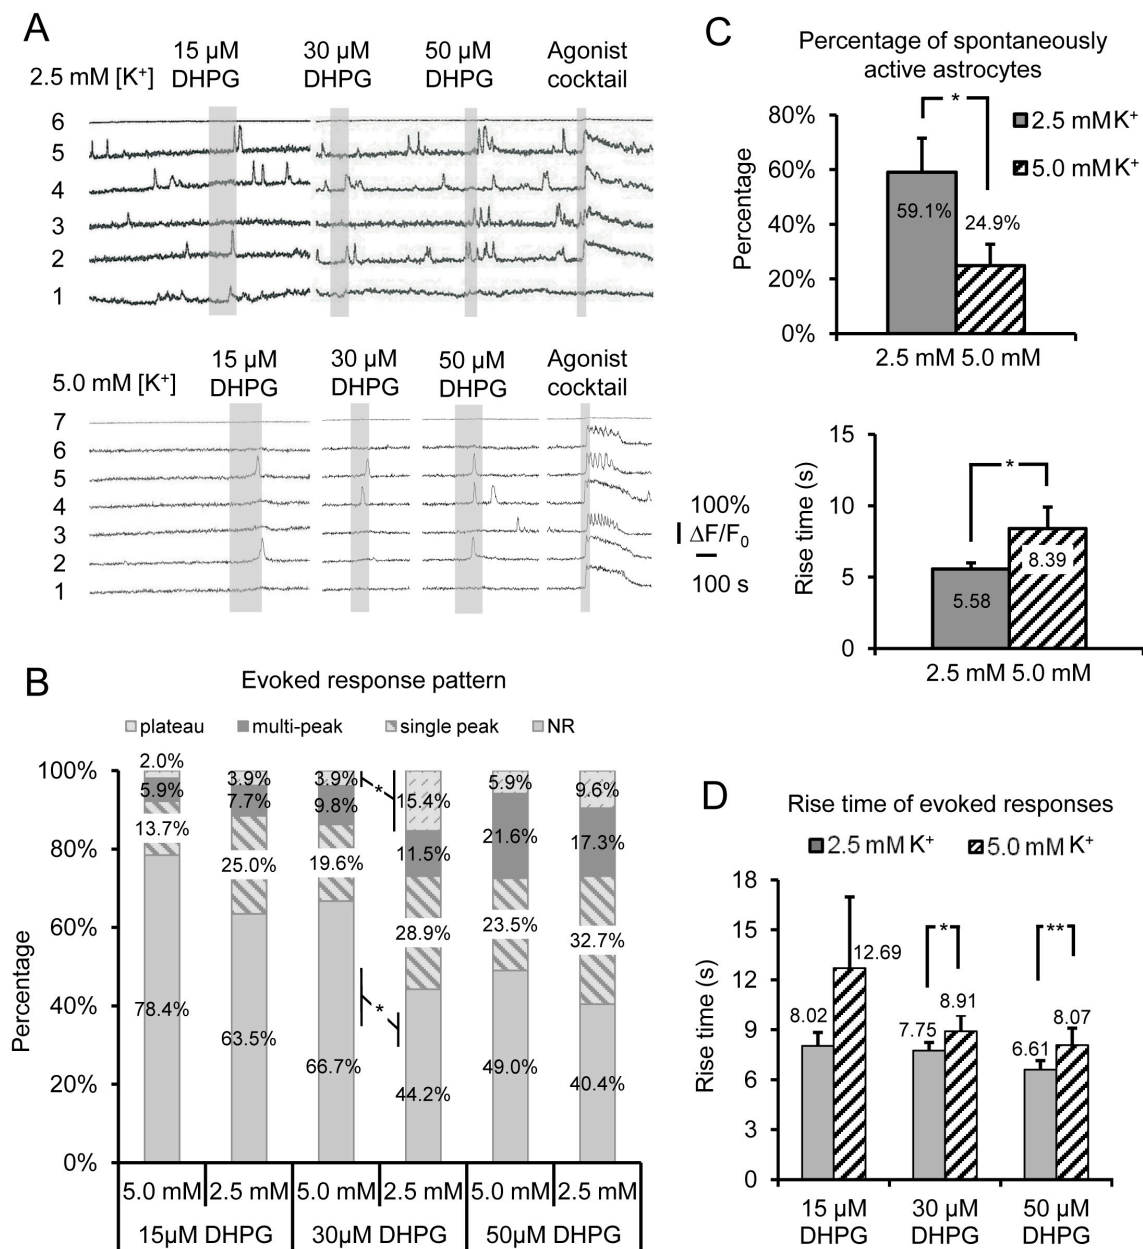 A
15 µM 30 µM 50 µM Agonist
2.5 mM [K⁺] DHPG DHPG DHPG cocktail
6
5
4
3
2
1
15 µM 30 µM 50 µM Agonist
5.0 mM [K⁺] DHPG DHPG DHPG cocktail
7
6
5
4
3
2
1
100%
ΔF/F₀
100 s
B
Evoked response pattern
plateau multi-peak single peak NR
Percentage
100%
80%
60%
40%
20%
0%
2.0% 5.9% 13.7% 78.4%
3.9% 7.7% 25.0% 63.5%
3.9% 9.8% 19.6% 66.7%
*
*
15.4% 11.5% 28.9% 44.2%
5.9% 21.6% 23.5% 49.0%
9.6% 17.3% 32.7% 40.4%
5.0 mM 2.5 mM 5.0 mM 2.5 mM 5.0 mM 2.5 mM
15µM DHPG 30µM DHPG 50µM DHPG
C
Percentage of spontaneously
active astrocytes
Percentage
80%
60%
40%
20%
0%
*
2.5 mMK⁺
5.0 mMK⁺
59.1%
24.9%
2.5 mM 5.0 mM
Rise time (s)
15
10
5
0
*
5.58
8.39
2.5 mM 5.0 mM
D
Rise time of evoked responses
2.5 mM K⁺ 5.0 mM K⁺
Rise time (s)
18
15
12
9
6
3
0
8.02
12.69
*
7.75
8.91
**
6.61
8.07
15 µM 30 µM 50 µM
DHPG DHPG DHPG